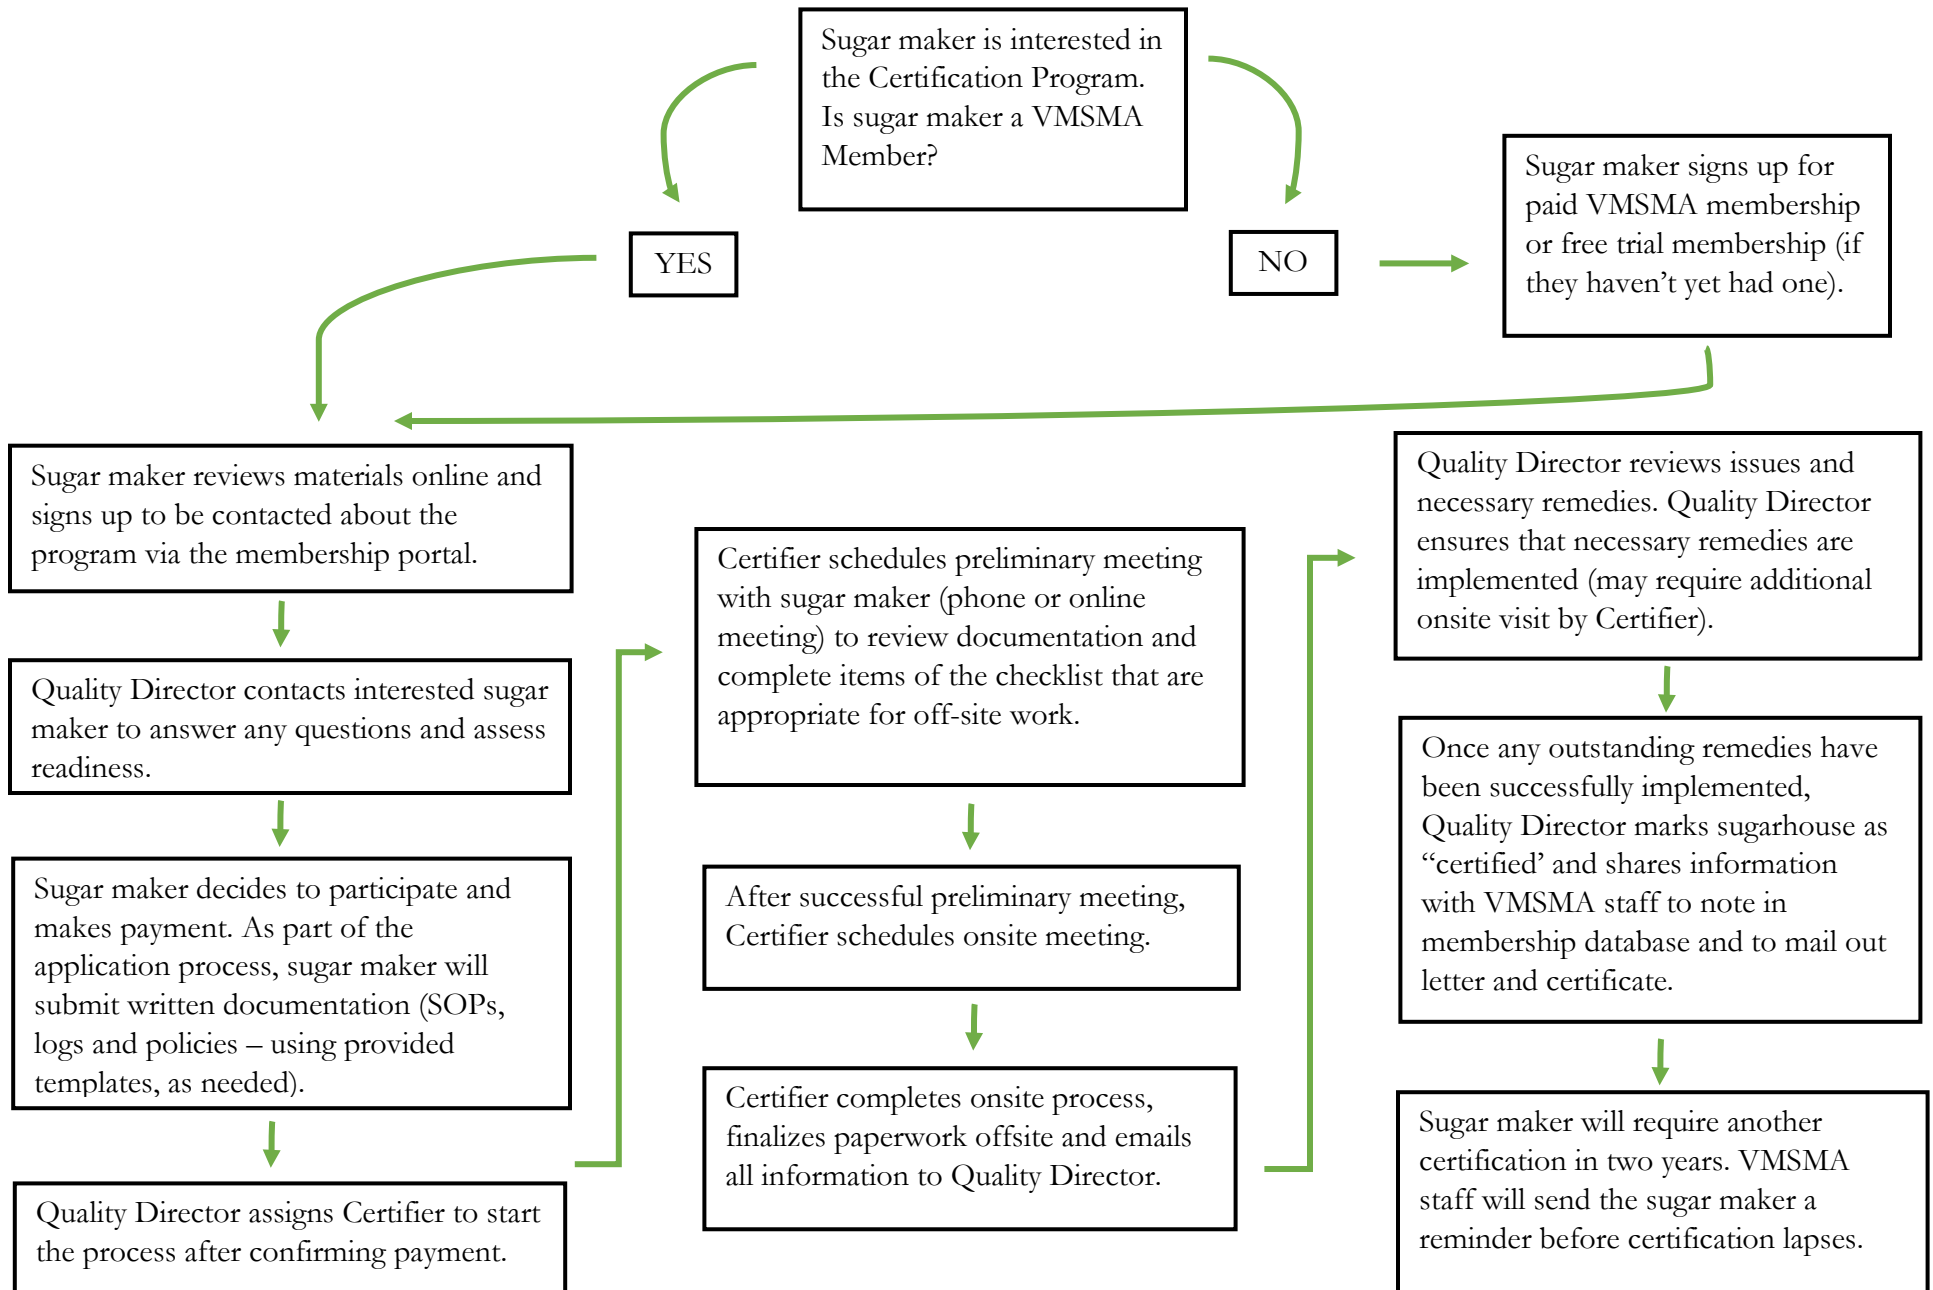 Sugar maker is interested in
the Certification Program.
Is sugar maker a VMSMA
Member?
YES
NO
Sugar maker signs up for
paid VMSMA membership
or free trial membership (if
they haven’t yet had one).
Sugar maker reviews materials online and
signs up to be contacted about the
program via the membership portal.
Quality Director contacts interested sugar
maker to answer any questions and assess
readiness.
Sugar maker decides to participate and
makes payment. As part of the
application process, sugar maker will
submit written documentation (SOPs,
logs and policies – using provided
templates, as needed).
Quality Director assigns Certifier to start
the process after confirming payment.
Certifier schedules preliminary meeting
with sugar maker (phone or online
meeting) to review documentation and
complete items of the checklist that are
appropriate for off-site work.
After successful preliminary meeting,
Certifier schedules onsite meeting.
Certifier completes onsite process,
finalizes paperwork offsite and emails
all information to Quality Director.
Quality Director reviews issues and
necessary remedies. Quality Director
ensures that necessary remedies are
implemented (may require additional
onsite visit by Certifier).
Once any outstanding remedies have
been successfully implemented,
Quality Director marks sugarhouse as
“certified’ and shares information
with VMSMA staff to note in
membership database and to mail out
letter and certificate.
Sugar maker will require another
certification in two years. VMSMA
staff will send the sugar maker a
reminder before certification lapses.